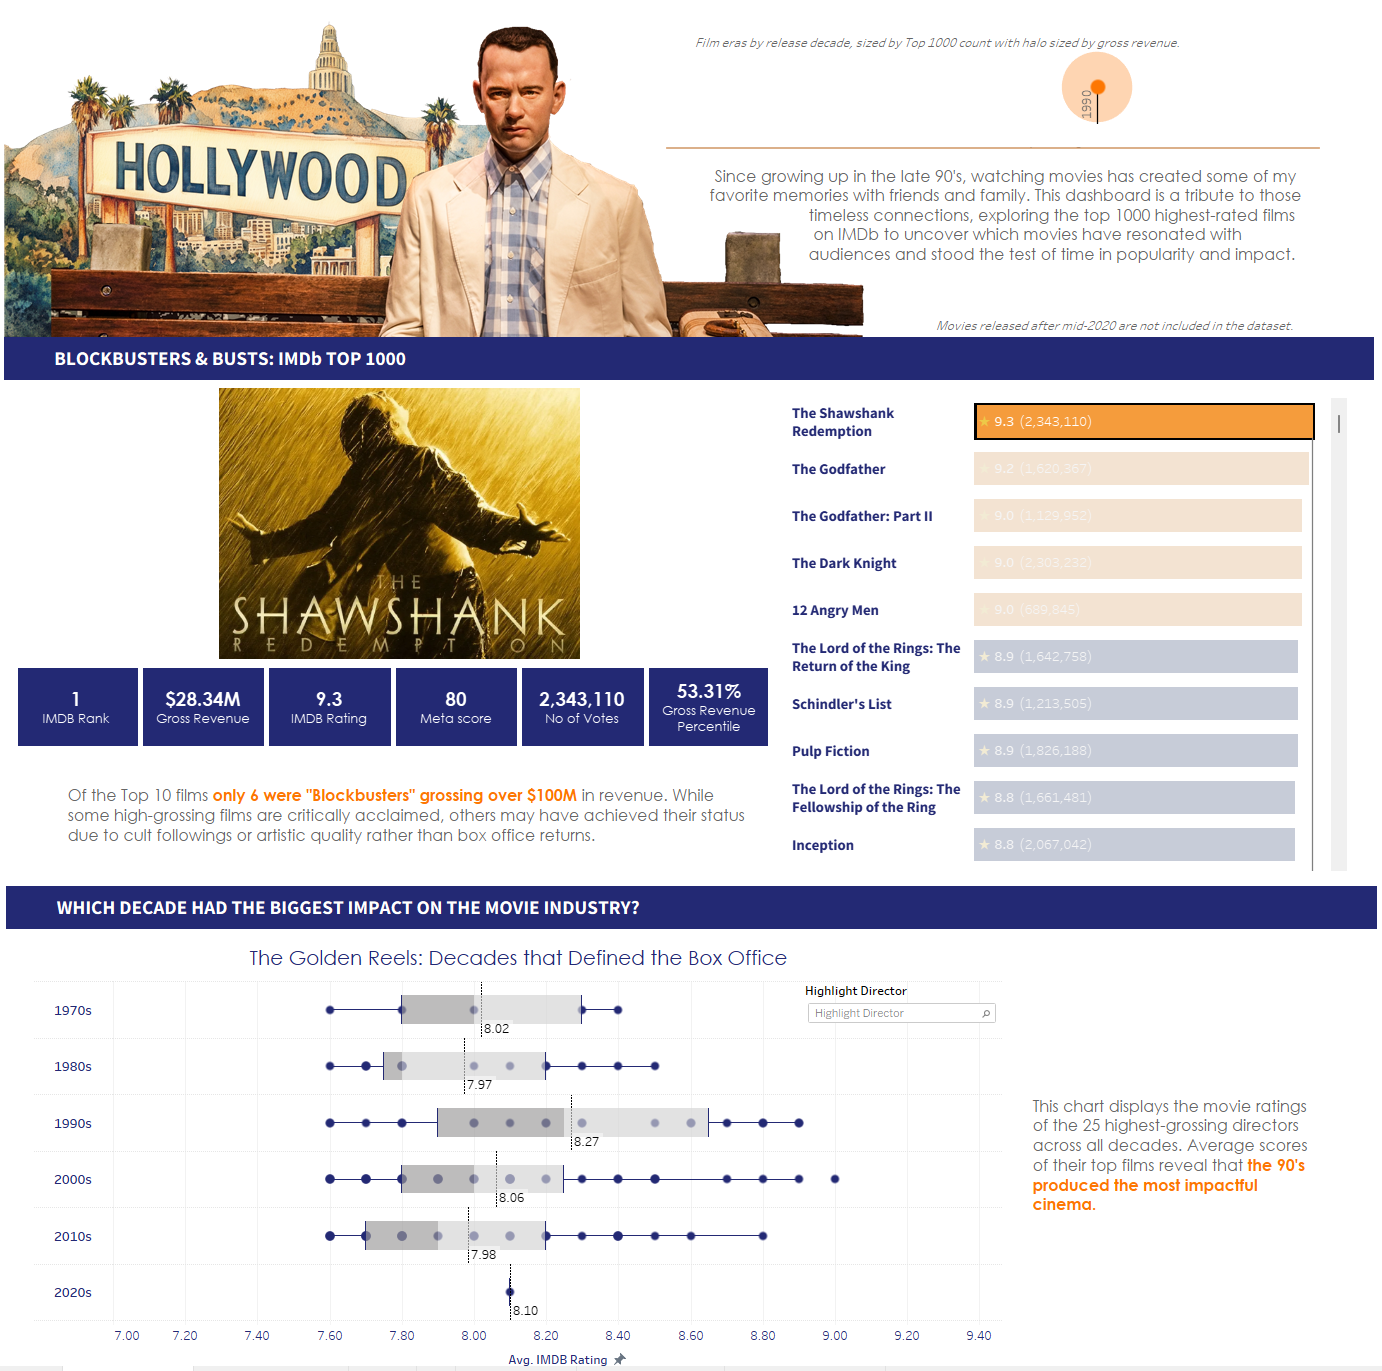 Film eras by release decade, sized by Top 1000 count with halo sized by gross revenue.
1990
HOLLYWOOD
Since growing up in the late 90's, watching movies has created some of my
favorite memories with friends and family. This dashboard is a tribute to those
timeless connections, exploring the top 1000 highest-rated films
on IMDb to uncover which movies have resonated with
audiences and stood the test of time in popularity and impact.
Movies released after mid-2020 are not included in the dataset.
BLOCKBUSTERS & BUSTS: IMDb TOP 1000
THE
SHAWSHANK
REDEMPTION
1
IMDB Rank
$28.34M
Gross Revenue
9.3
IMDB Rating
80
Meta score
2,343,110
No of Votes
53.31%
Gross Revenue
Percentile
Of the Top 10 films only 6 were "Blockbusters" grossing over $100M in revenue. While
some high-grossing films are critically acclaimed, others may have achieved their status
due to cult followings or artistic quality rather than box office returns.
The Shawshank
Redemption
★ 9.3 (2,343,110)
The Godfather
★ 9.2 (1,620,367)
The Godfather: Part II
★ 9.0 (1,129,952)
The Dark Knight
★ 9.0 (2,303,232)
12 Angry Men
★ 9.0 (689,845)
The Lord of the Rings: The
Return of the King
★ 8.9 (1,642,758)
Schindler's List
★ 8.9 (1,213,505)
Pulp Fiction
★ 8.9 (1,826,188)
The Lord of the Rings: The
Fellowship of the Ring
★ 8.8 (1,661,481)
Inception
★ 8.8 (2,067,042)
WHICH DECADE HAD THE BIGGEST IMPACT ON THE MOVIE INDUSTRY?
The Golden Reels: Decades that Defined the Box Office
Highlight Director
Highlight Director
1970s
8.02
1980s
7.97
1990s
8.27
2000s
8.06
2010s
7.98
2020s
8.10
7.00 7.20 7.40 7.60 7.80 8.00 8.20 8.40 8.60 8.80 9.00 9.20 9.40
Avg. IMDB Rating
This chart displays the movie ratings
of the 25 highest-grossing directors
across all decades. Average scores
of their top films reveal that the 90's
produced the most impactful
cinema.